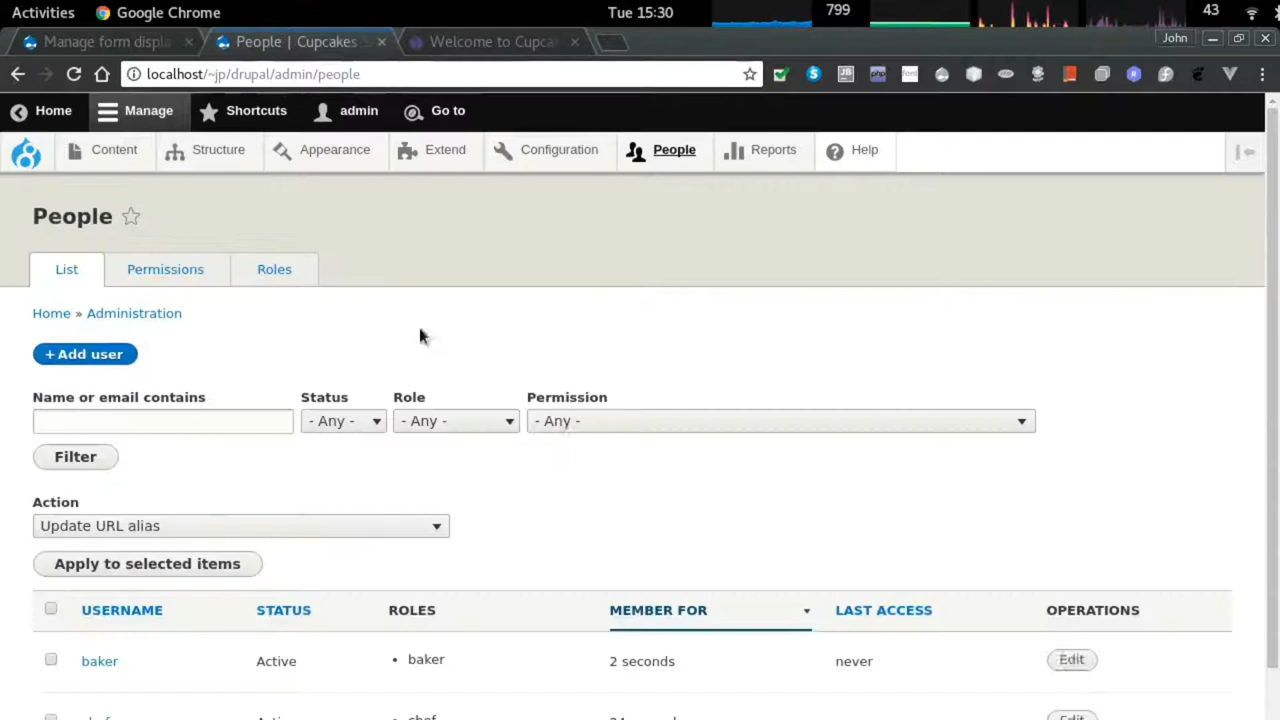 Activities Google Chrome Tue 15:30 799 43
Manage form displa × People | Cupcakes × Welcome to Cupca × John
localhost/~jp/drupal/admin/people
Home Manage Shortcuts admin Go to
Content Structure Appearance Extend Configuration People Reports Help
People
List Permissions Roles
Home » Administration
+ Add user
Name or email contains Status Role Permission
- Any - - Any - - Any -
Filter
Action
Update URL alias
Apply to selected items
USERNAME STATUS ROLES MEMBER FOR LAST ACCESS OPERATIONS
baker Active • baker 2 seconds never Edit